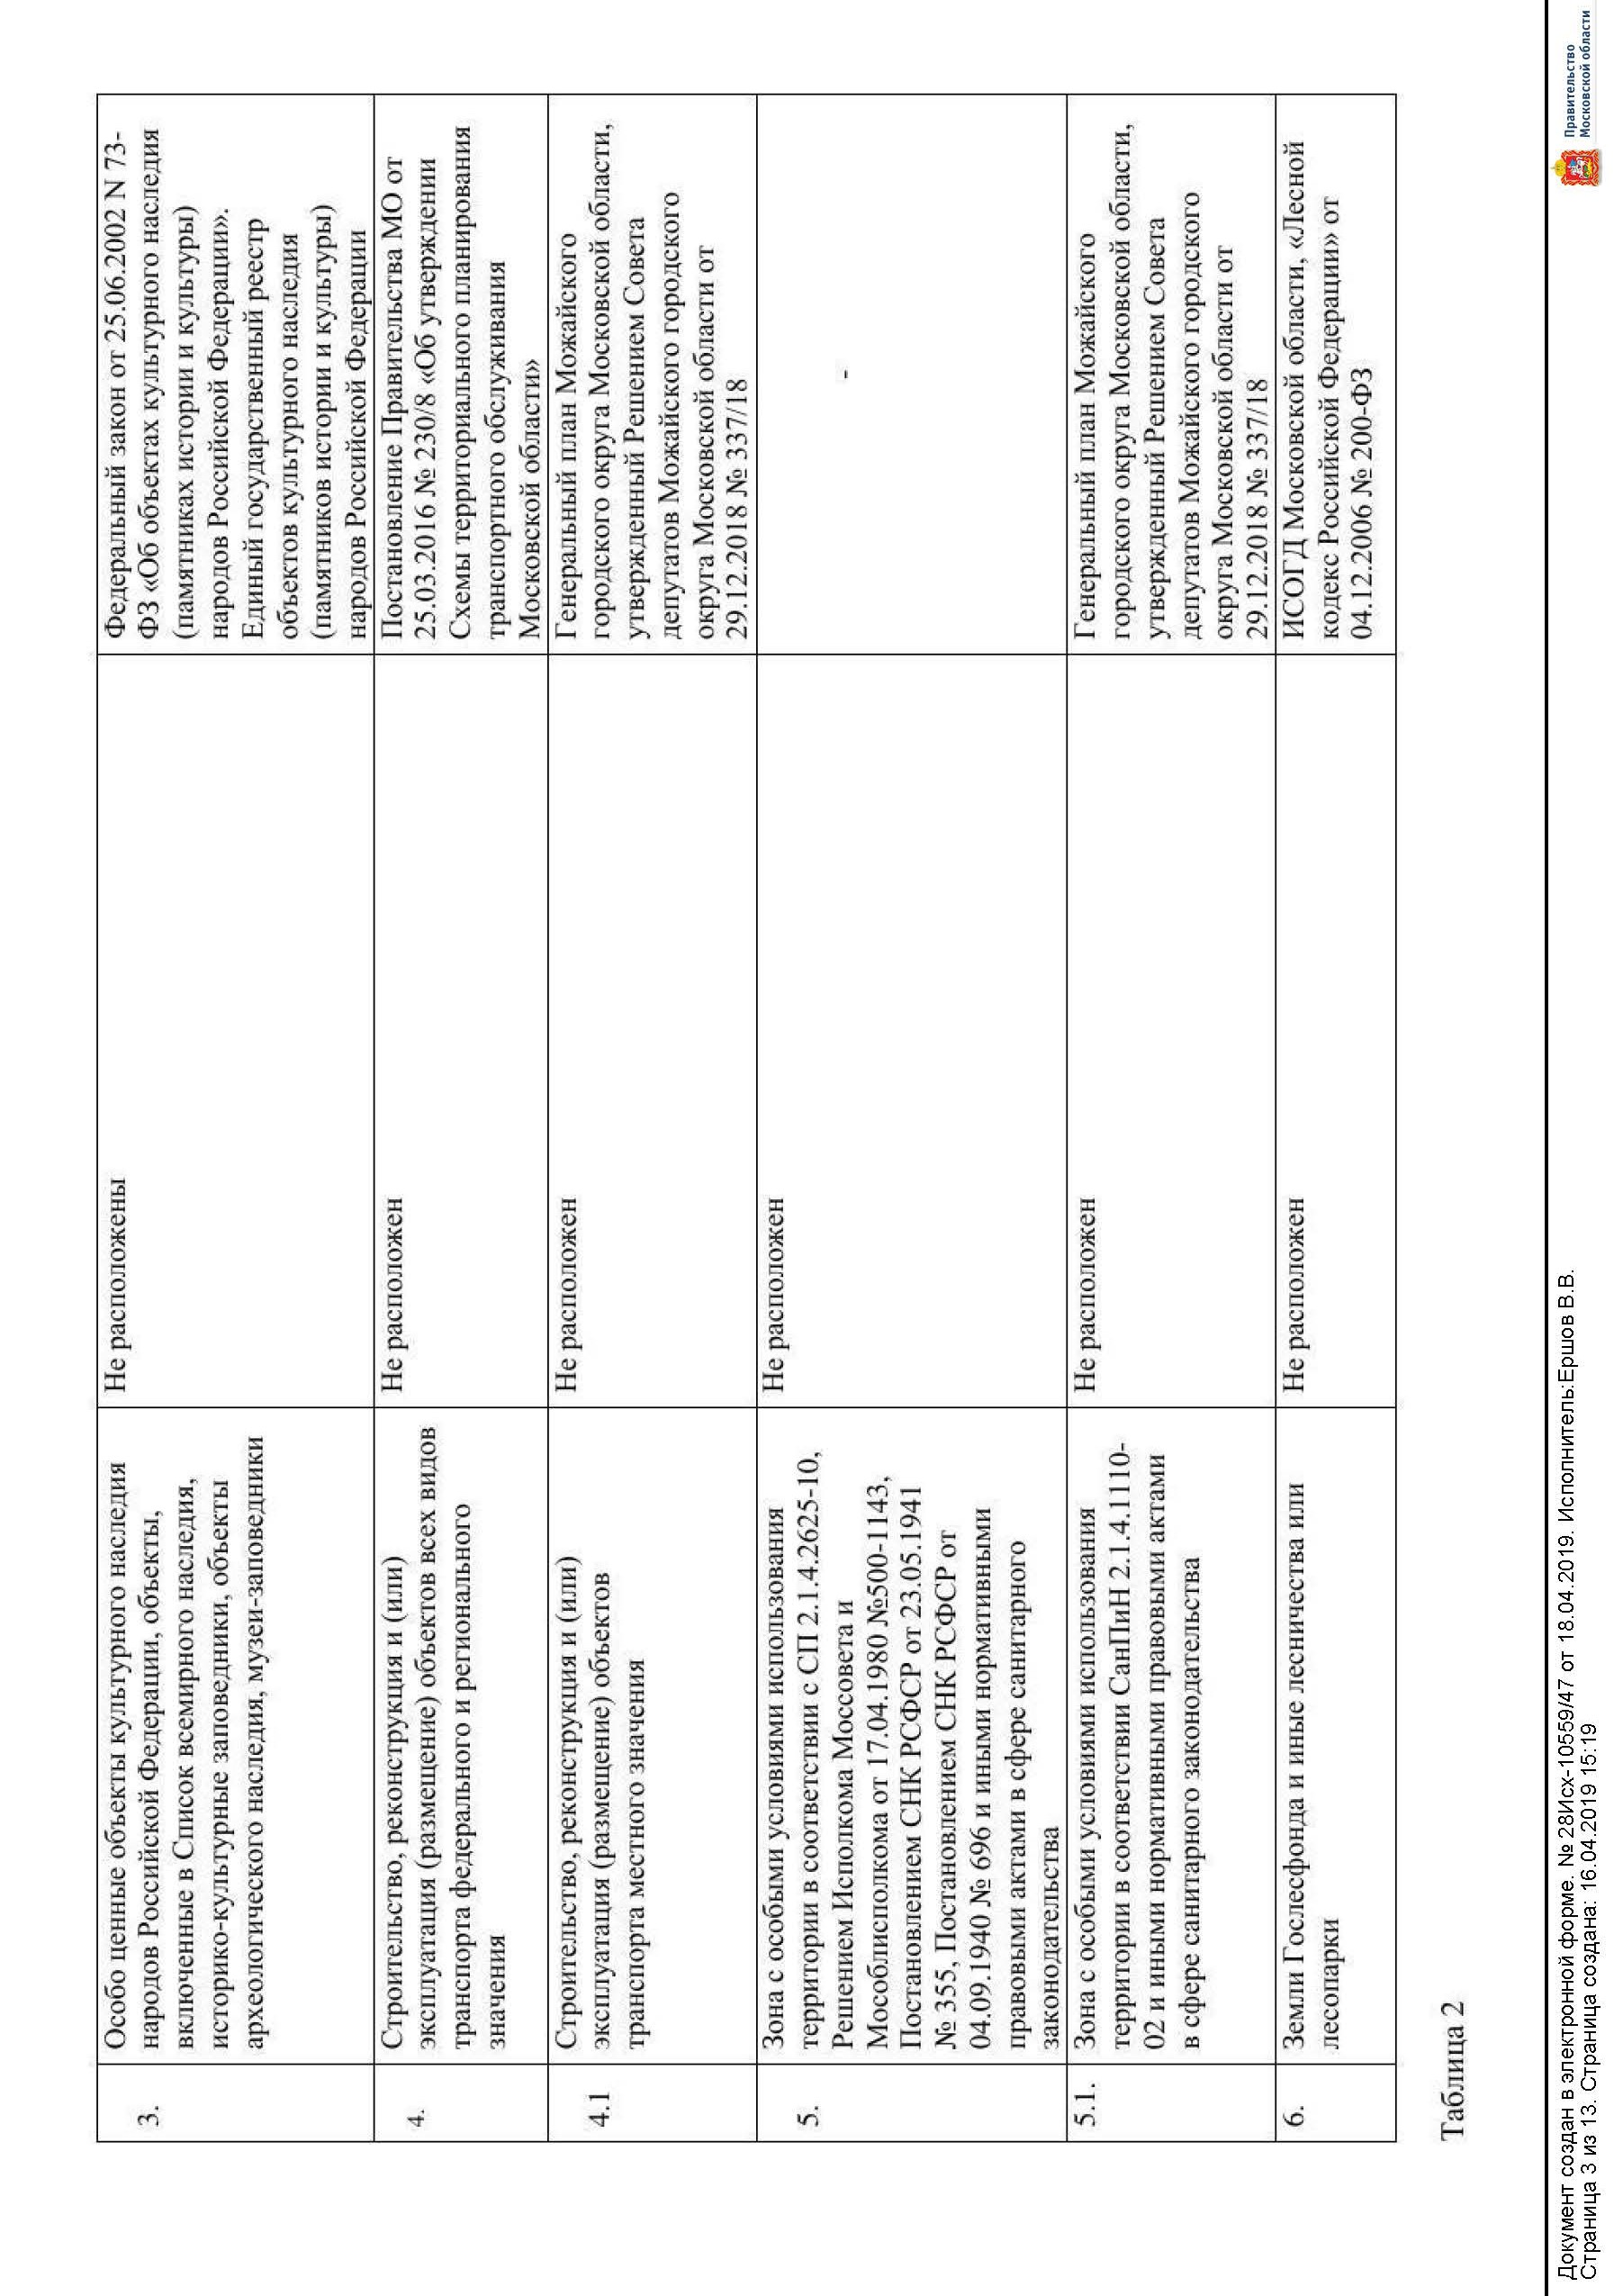 3.
Особо ценные объекты культурного наследия
народов Российской Федерации, объекты,
включенные в Список всемирного наследия,
историко-культурные заповедники, объекты
археологического наследия, музеи-заповедники
Не расположены
Федеральный закон от 25.06.2002 N 73-
ФЗ «Об объектах культурного наследия
(памятниках истории и культуры)
народов Российской Федерации».
Единый государственный реестр
объектов культурного наследия
(памятников истории и культуры)
народов Российской Федерации
4.
Строительство, реконструкция и (или)
эксплуатация (размещение) объектов всех видов
транспорта федерального и регионального
значения
Не расположен
Постановление Правительства МО от
25.03.2016 № 230/8 «Об утверждении
Схемы территориального планирования
транспортного обслуживания
Московской области»
4.1
Строительство, реконструкция и (или)
эксплуатация (размещение) объектов
транспорта местного значения
Не расположен
Генеральный план Можайского
городского округа Московской области,
утвержденный Решением Совета
депутатов Можайского городского
округа Московской области от
29.12.2018 № 337/18
5.
Зона с особыми условиями использования
территории в соответствии с СП 2.1.4.2625-10,
Решением Исполкома Моссовета и
Мособлисполкома от 17.04.1980 №500-1143,
Постановлением СНК РСФСР от 23.05.1941
№ 355, Постановлением СНК РСФСР от
04.09.1940 № 696 и иными нормативными
правовыми актами в сфере санитарного
законодательства
Не расположен
-
5.1.
Зона с особыми условиями использования
территории в соответствии СанПиН 2.1.4.1110-
02 и иными нормативными правовыми актами
в сфере санитарного законодательства
Не расположен
Генеральный план Можайского
городского округа Московской области,
утвержденный Решением Совета
депутатов Можайского городского
округа Московской области от
29.12.2018 № 337/18
6.
Земли Гослесфонда и иные лесничества или
лесопарки
Не расположен
ИСОГД Московской области, «Лесной
кодекс Российской Федерации» от
04.12.2006 № 200-ФЗ
Таблица 2
Документ создан в электронной форме. № 28Исх-10559/47 от 18.04.2019. Исполнитель:Ершов В.В.
Страница 3 из 13. Страница создана: 16.04.2019 15:19
Правительство
Московской области